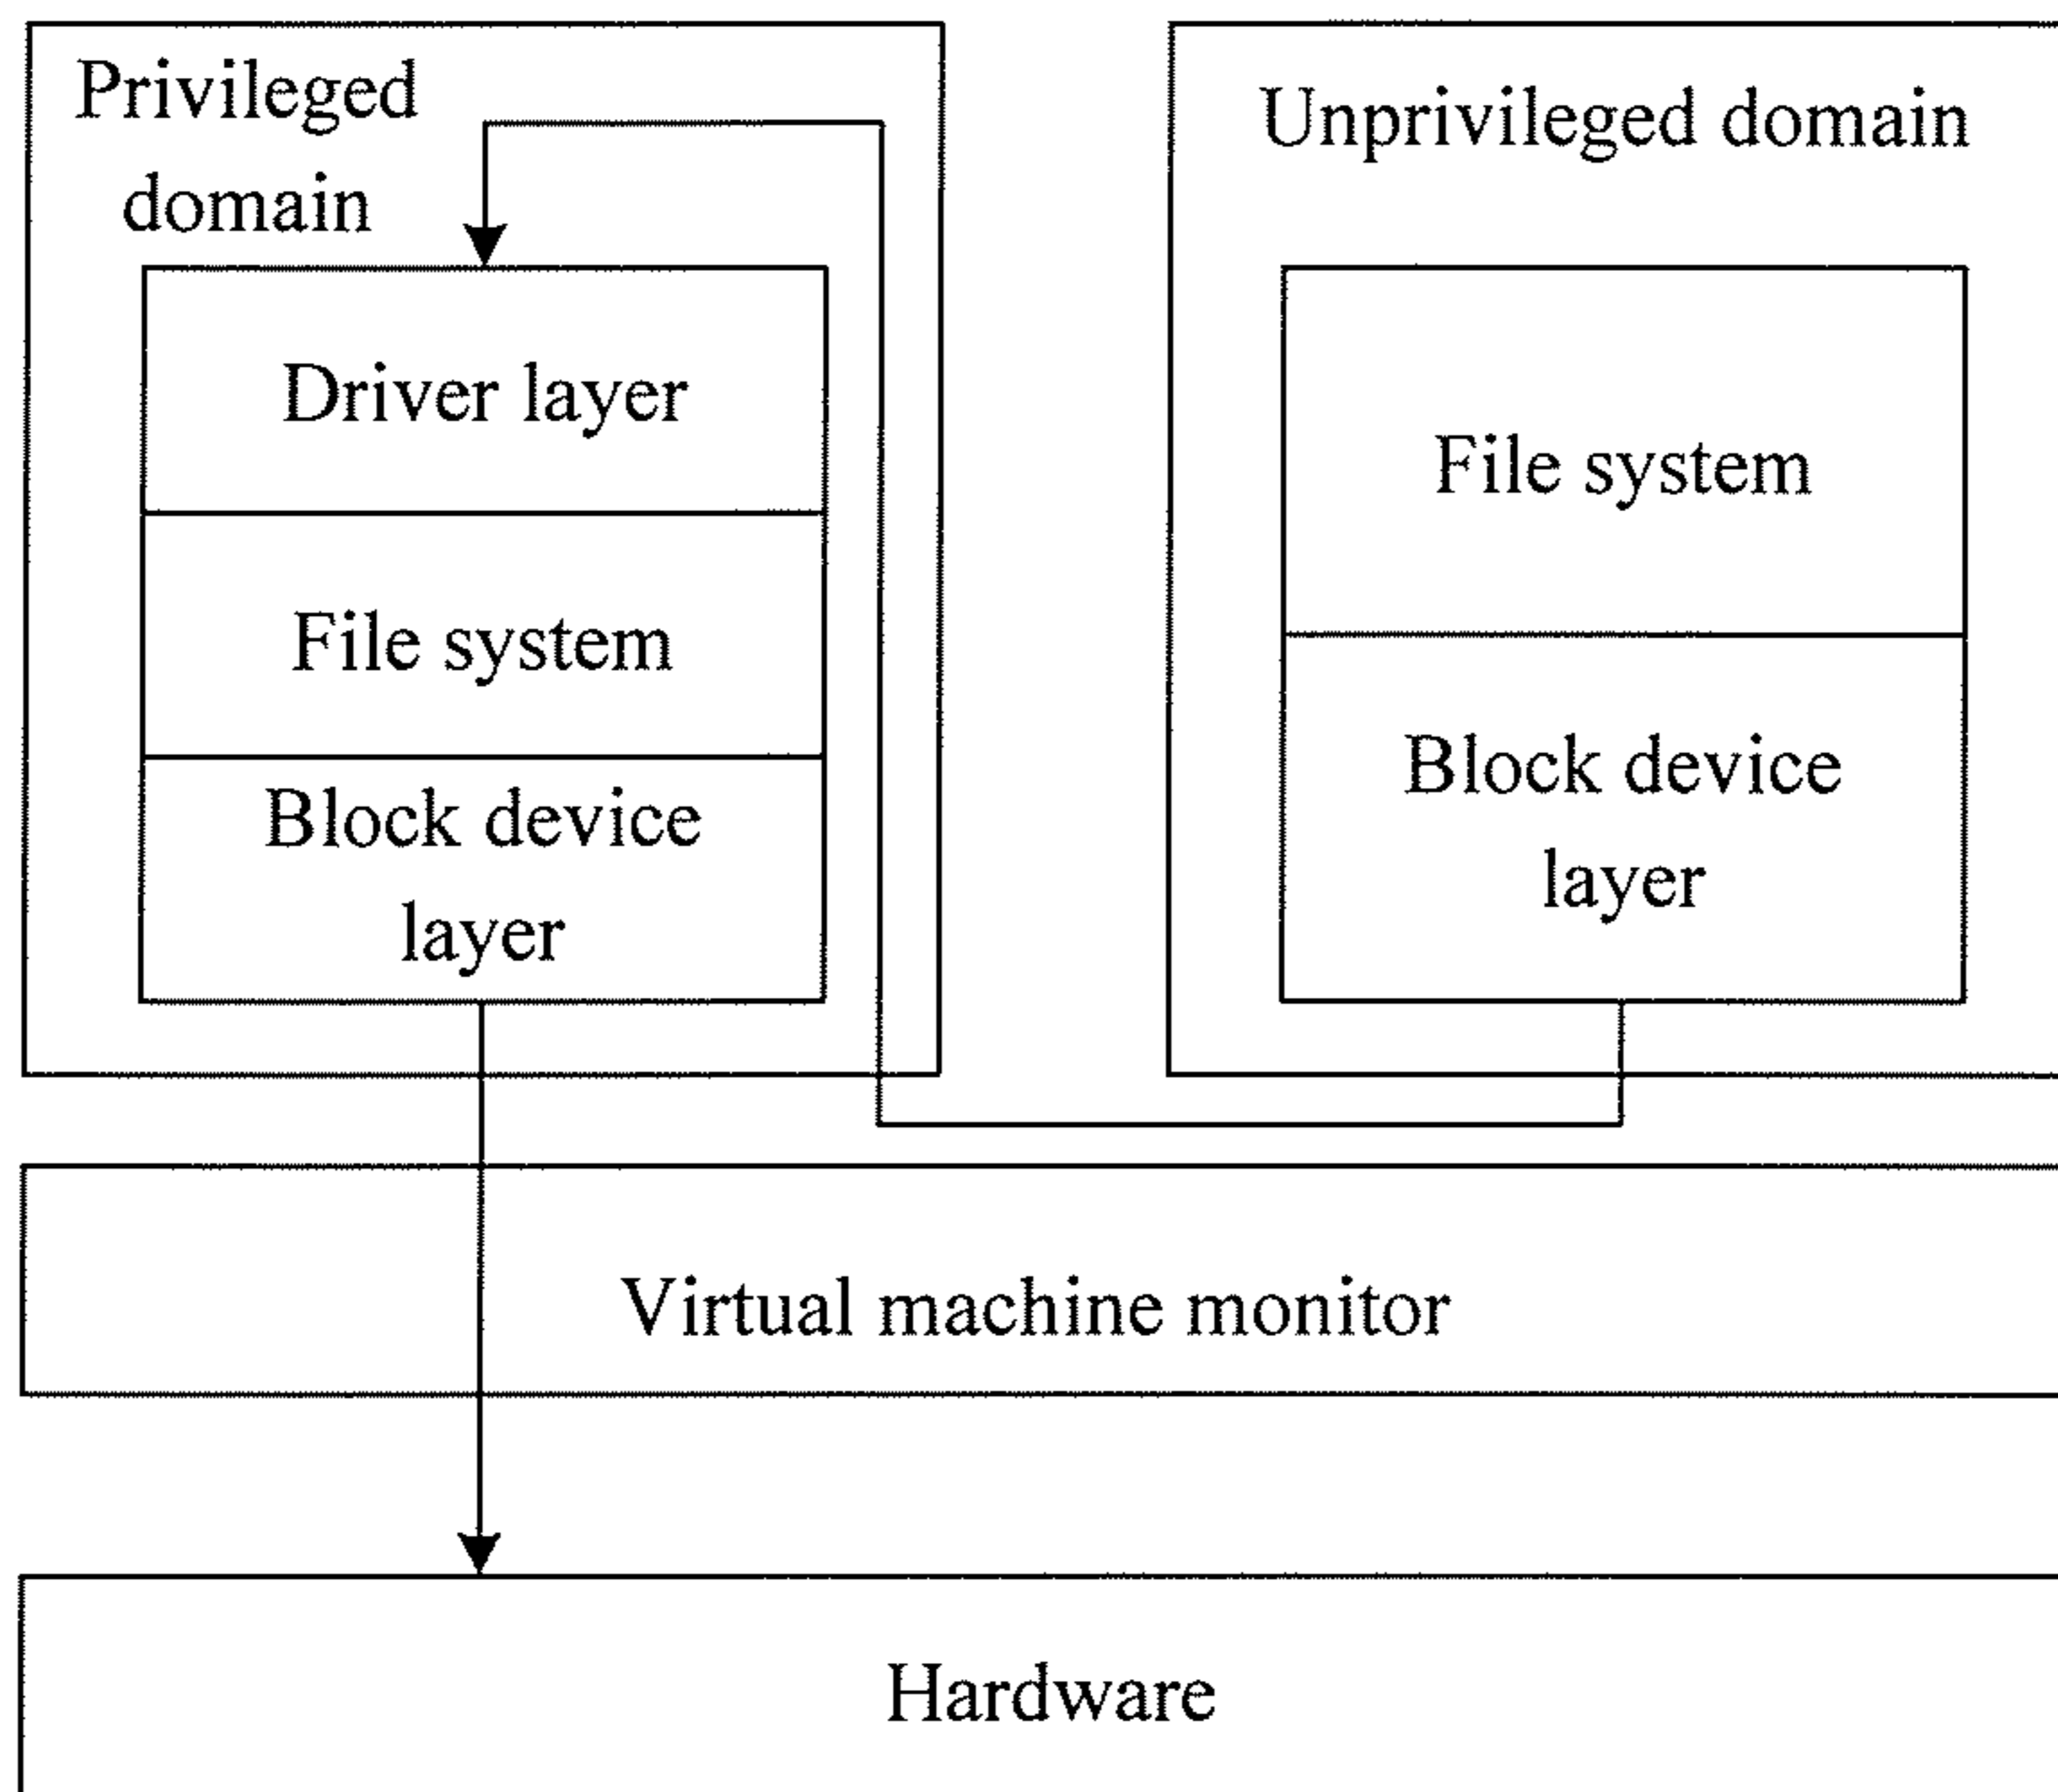 Privileged
domain
Driver layer
File system
Block device
layer
Unprivileged domain
File system
Block device
layer
Virtual machine monitor
Hardware